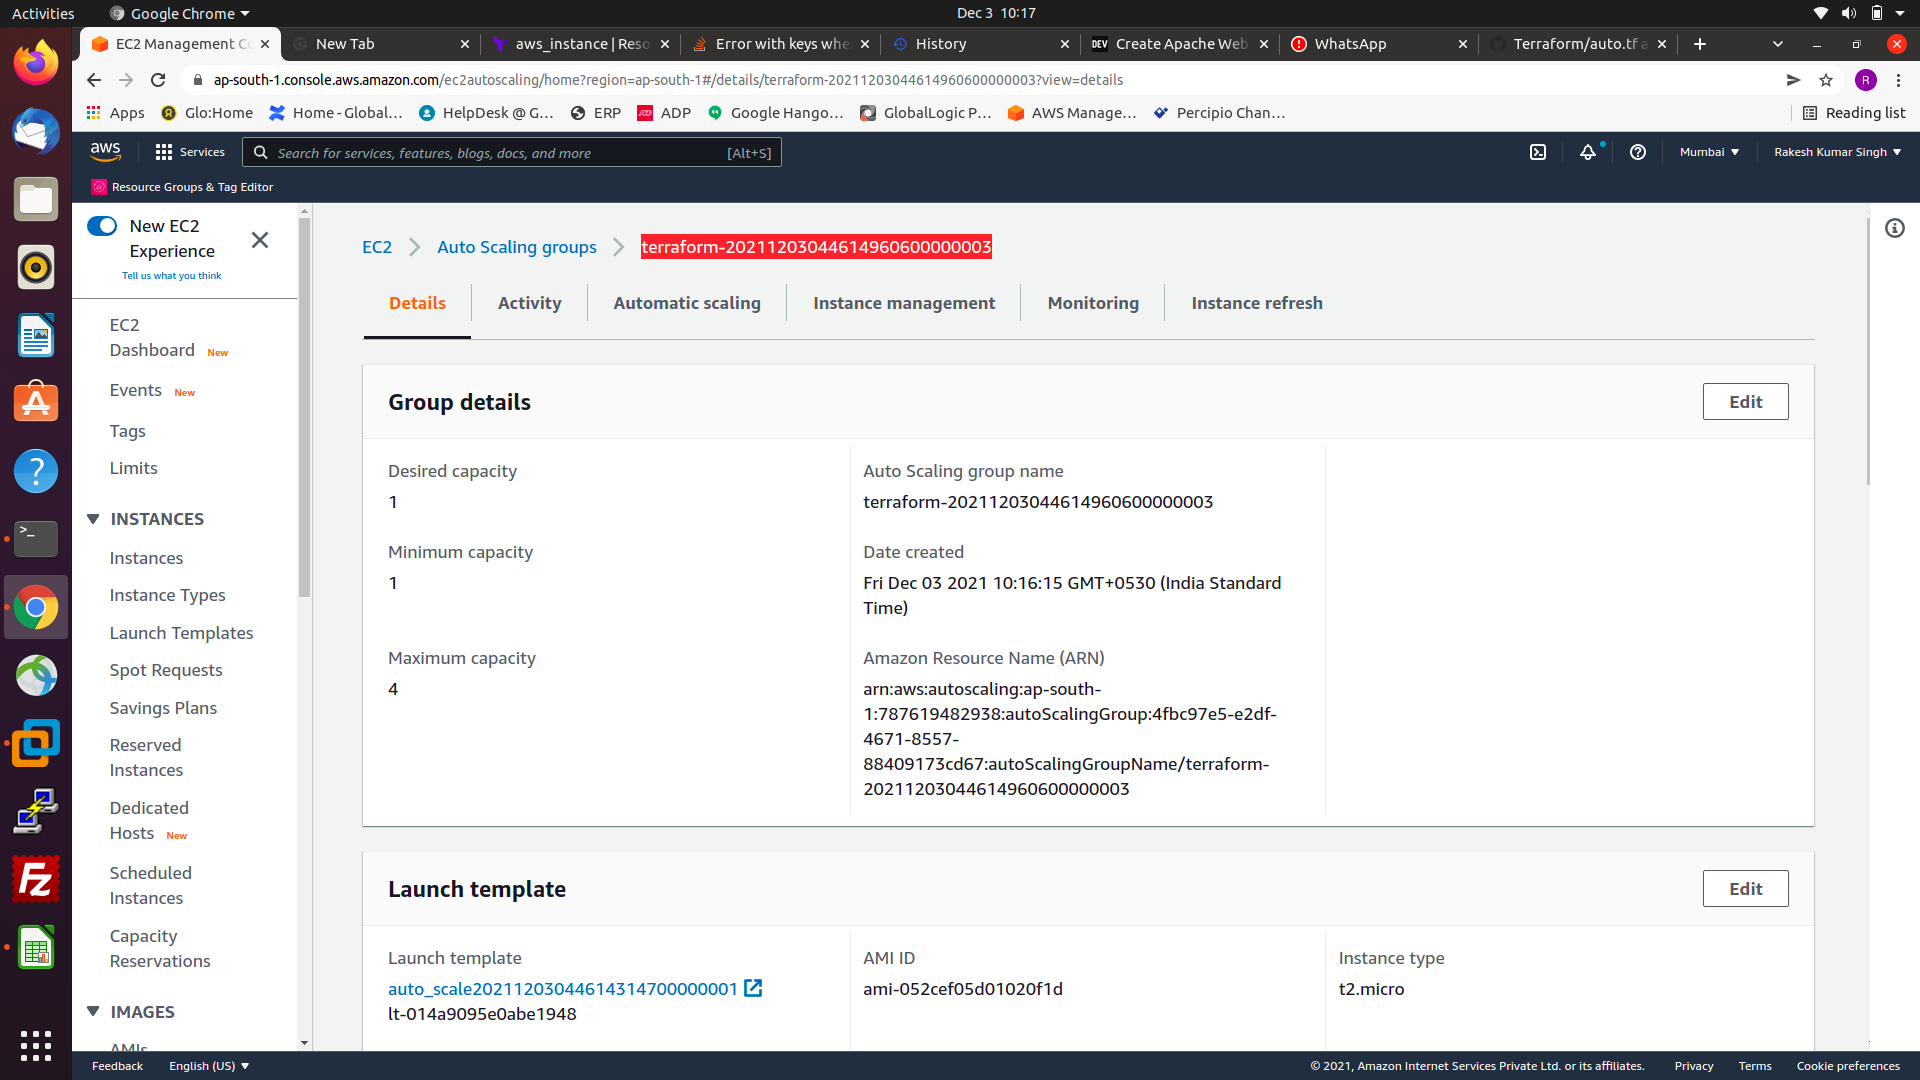 Activities
Google Chrome
Dec 3 10:17
EC2 Management Co
New Tab
aws_instance | Reso
Error with keys whe
History
DEV Create Apache Web
WhatsApp
Terraform/auto.tf a
ap-south-1.console.aws.amazon.com/ec2autoscaling/home?region=ap-south-1#/details/terraform-20211203044614960600000003?view=details
R
Apps
Glo:Home
Home - Global...
HelpDesk @ G...
ERP
ADP
Google Hango...
GlobalLogic P...
AWS Manage...
Percipio Chan...
Reading list
aws
Services
Search for services, features, blogs, docs, and more
[Alt+S]
Mumbai
Rakesh Kumar Singh
Resource Groups & Tag Editor
New EC2
Experience
Tell us what you think
EC2
Dashboard New
Events New
Tags
Limits
INSTANCES
Instances
Instance Types
Launch Templates
Spot Requests
Savings Plans
Reserved
Instances
Dedicated
Hosts New
Scheduled
Instances
Capacity
Reservations
IMAGES
AMIs
EC2
Auto Scaling groups
terraform-20211203044614960600000003
Details
Activity
Automatic scaling
Instance management
Monitoring
Instance refresh
Group details
Edit
Desired capacity
1
Minimum capacity
1
Maximum capacity
4
Auto Scaling group name
terraform-20211203044614960600000003
Date created
Fri Dec 03 2021 10:16:15 GMT+0530 (India Standard
Time)
Amazon Resource Name (ARN)
arn:aws:autoscaling:ap-south-
1:787619482938:autoScalingGroup:4fbc97e5-e2df-
4671-8557-
88409173cd67:autoScalingGroupName/terraform-
20211203044614960600000003
Launch template
Edit
Launch template
auto_scale20211203044614314700000001
lt-014a9095e0abe1948
AMI ID
ami-052cef05d01020f1d
Instance type
t2.micro
Feedback
English (US)
© 2021, Amazon Internet Services Private Ltd. or its affiliates.
Privacy
Terms
Cookie preferences